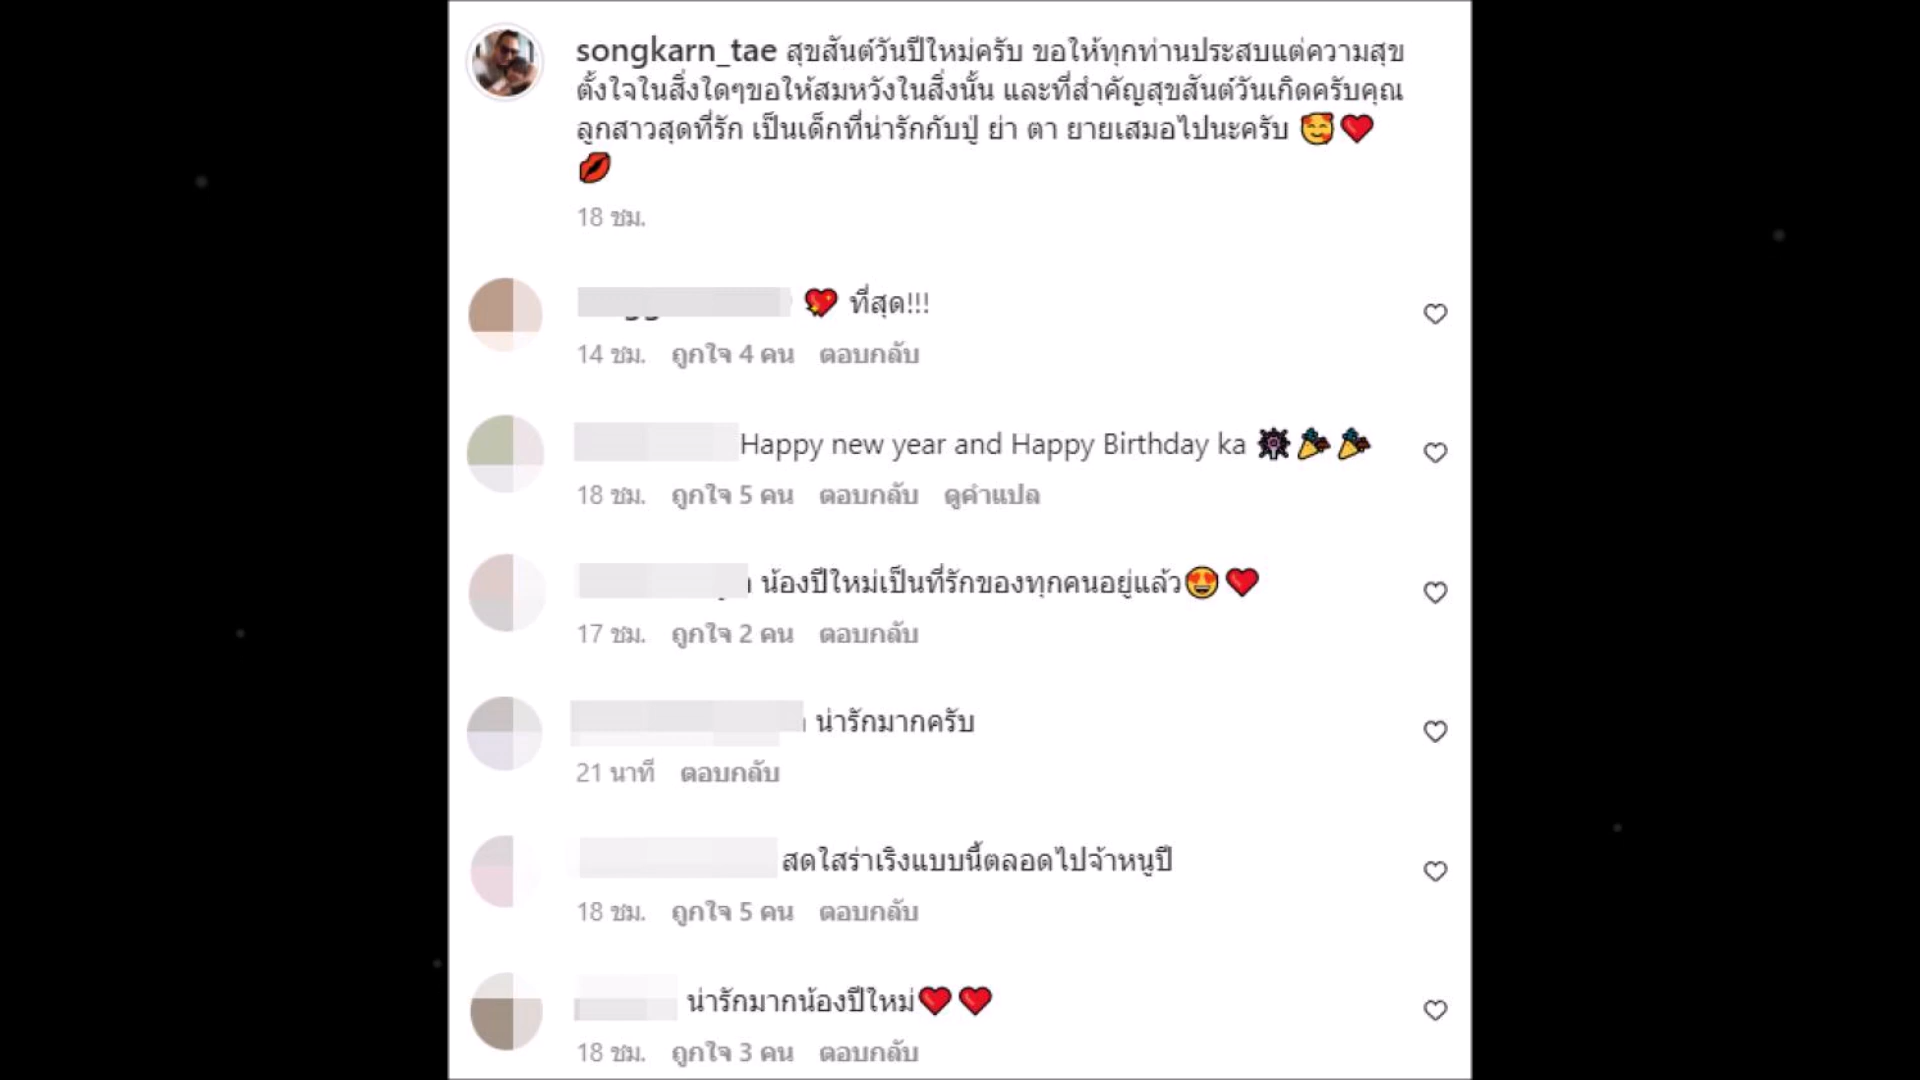 songkarn_tae สุขสันต์วันปีใหม่ครับ ขอให้ทุกท่านประสบแต่ความสุข
ตั้งใจในสิ่งใดๆขอให้สมหวังในสิ่งนั้น และที่สำคัญสุขสันต์วันเกิดครับคุณ
ลูกสาวสุดที่รัก เป็นเด็กที่น่ารักกับปู่ ย่า ตา ยายเสมอไปนะครับ 🥰❤️
💋
18 ชม.
💖 ที่สุด!!!
14 ชม. ถูกใจ 4 คน ตอบกลับ
Happy new year and Happy Birthday ka 🎆🎉🎉
18 ชม. ถูกใจ 5 คน ตอบกลับ ดูคำแปล
น้องปีใหม่เป็นที่รักของทุกคนอยู่แล้ว😍❤️
17 ชม. ถูกใจ 2 คน ตอบกลับ
น่ารักมากครับ
21 นาที ตอบกลับ
สดใสร่าเริงแบบนี้ตลอดไปจ้าหนูปี
18 ชม. ถูกใจ 5 คน ตอบกลับ
น่ารักมากน้องปีใหม่❤️❤️
18 ชม. ถูกใจ 3 คน ตอบกลับ